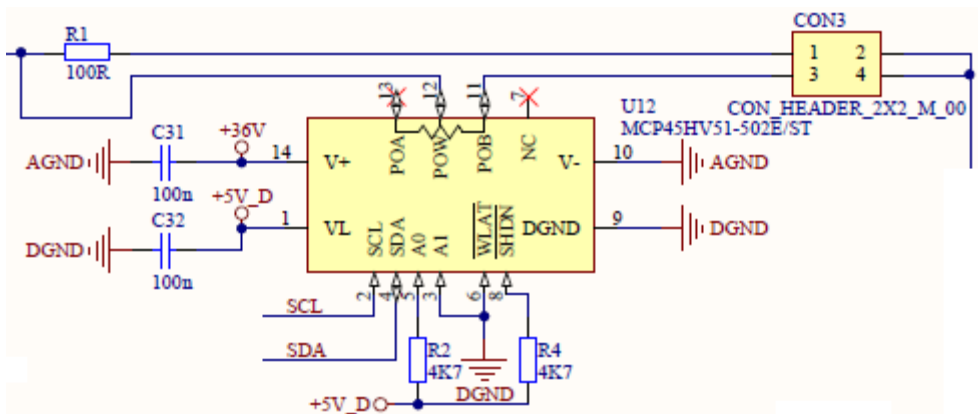 CON3
R1
1 2
100R
3 4
13
12
11
7
CON_HEADER_2X2_M_00
U12
MCP45HV51-502E/ST
C31
+36V
POA
POW
POB
NC
14
V+
V-
10
AGND
AGND
100n
+5V_D
C32
1
VL
SCL
SDA
A0
A1
WLAT
SHDN
DGND
9
DGND
DGND
100n
2
4
5
3
6
8
SCL
SDA
R2
4K7
R4
4K7
DGND
+5V_D